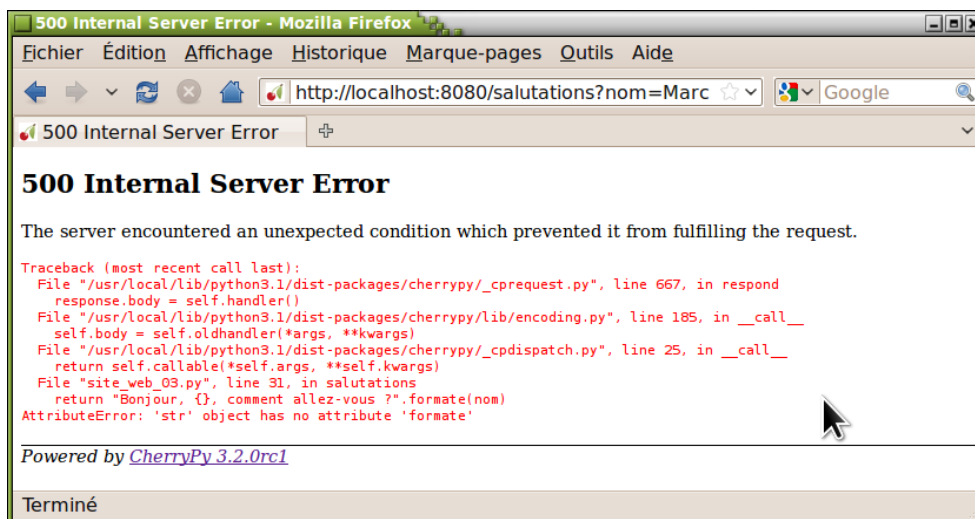 500 Internal Server Error - Mozilla Firefox
Fichier Édition Affichage Historique Marque-pages Outils Aide
http://localhost:8080/salutations?nom=Marc Google
500 Internal Server Error
500 Internal Server Error
The server encountered an unexpected condition which prevented it from fulfilling the request.
Traceback (most recent call last):
  File "/usr/local/lib/python3.1/dist-packages/cherrypy/_cprequest.py", line 667, in respond
    response.body = self.handler()
  File "/usr/local/lib/python3.1/dist-packages/cherrypy/lib/encoding.py", line 185, in __call__
    self.body = self.oldhandler(*args, **kwargs)
  File "/usr/local/lib/python3.1/dist-packages/cherrypy/_cpdispatch.py", line 25, in __call__
    return self.callable(*self.args, **self.kwargs)
  File "site_web_03.py", line 31, in salutations
    return "Bonjour, {}, comment allez-vous ?".formate(nom)
AttributeError: 'str' object has no attribute 'formate'
Powered by CherryPy 3.2.0rc1
Terminé